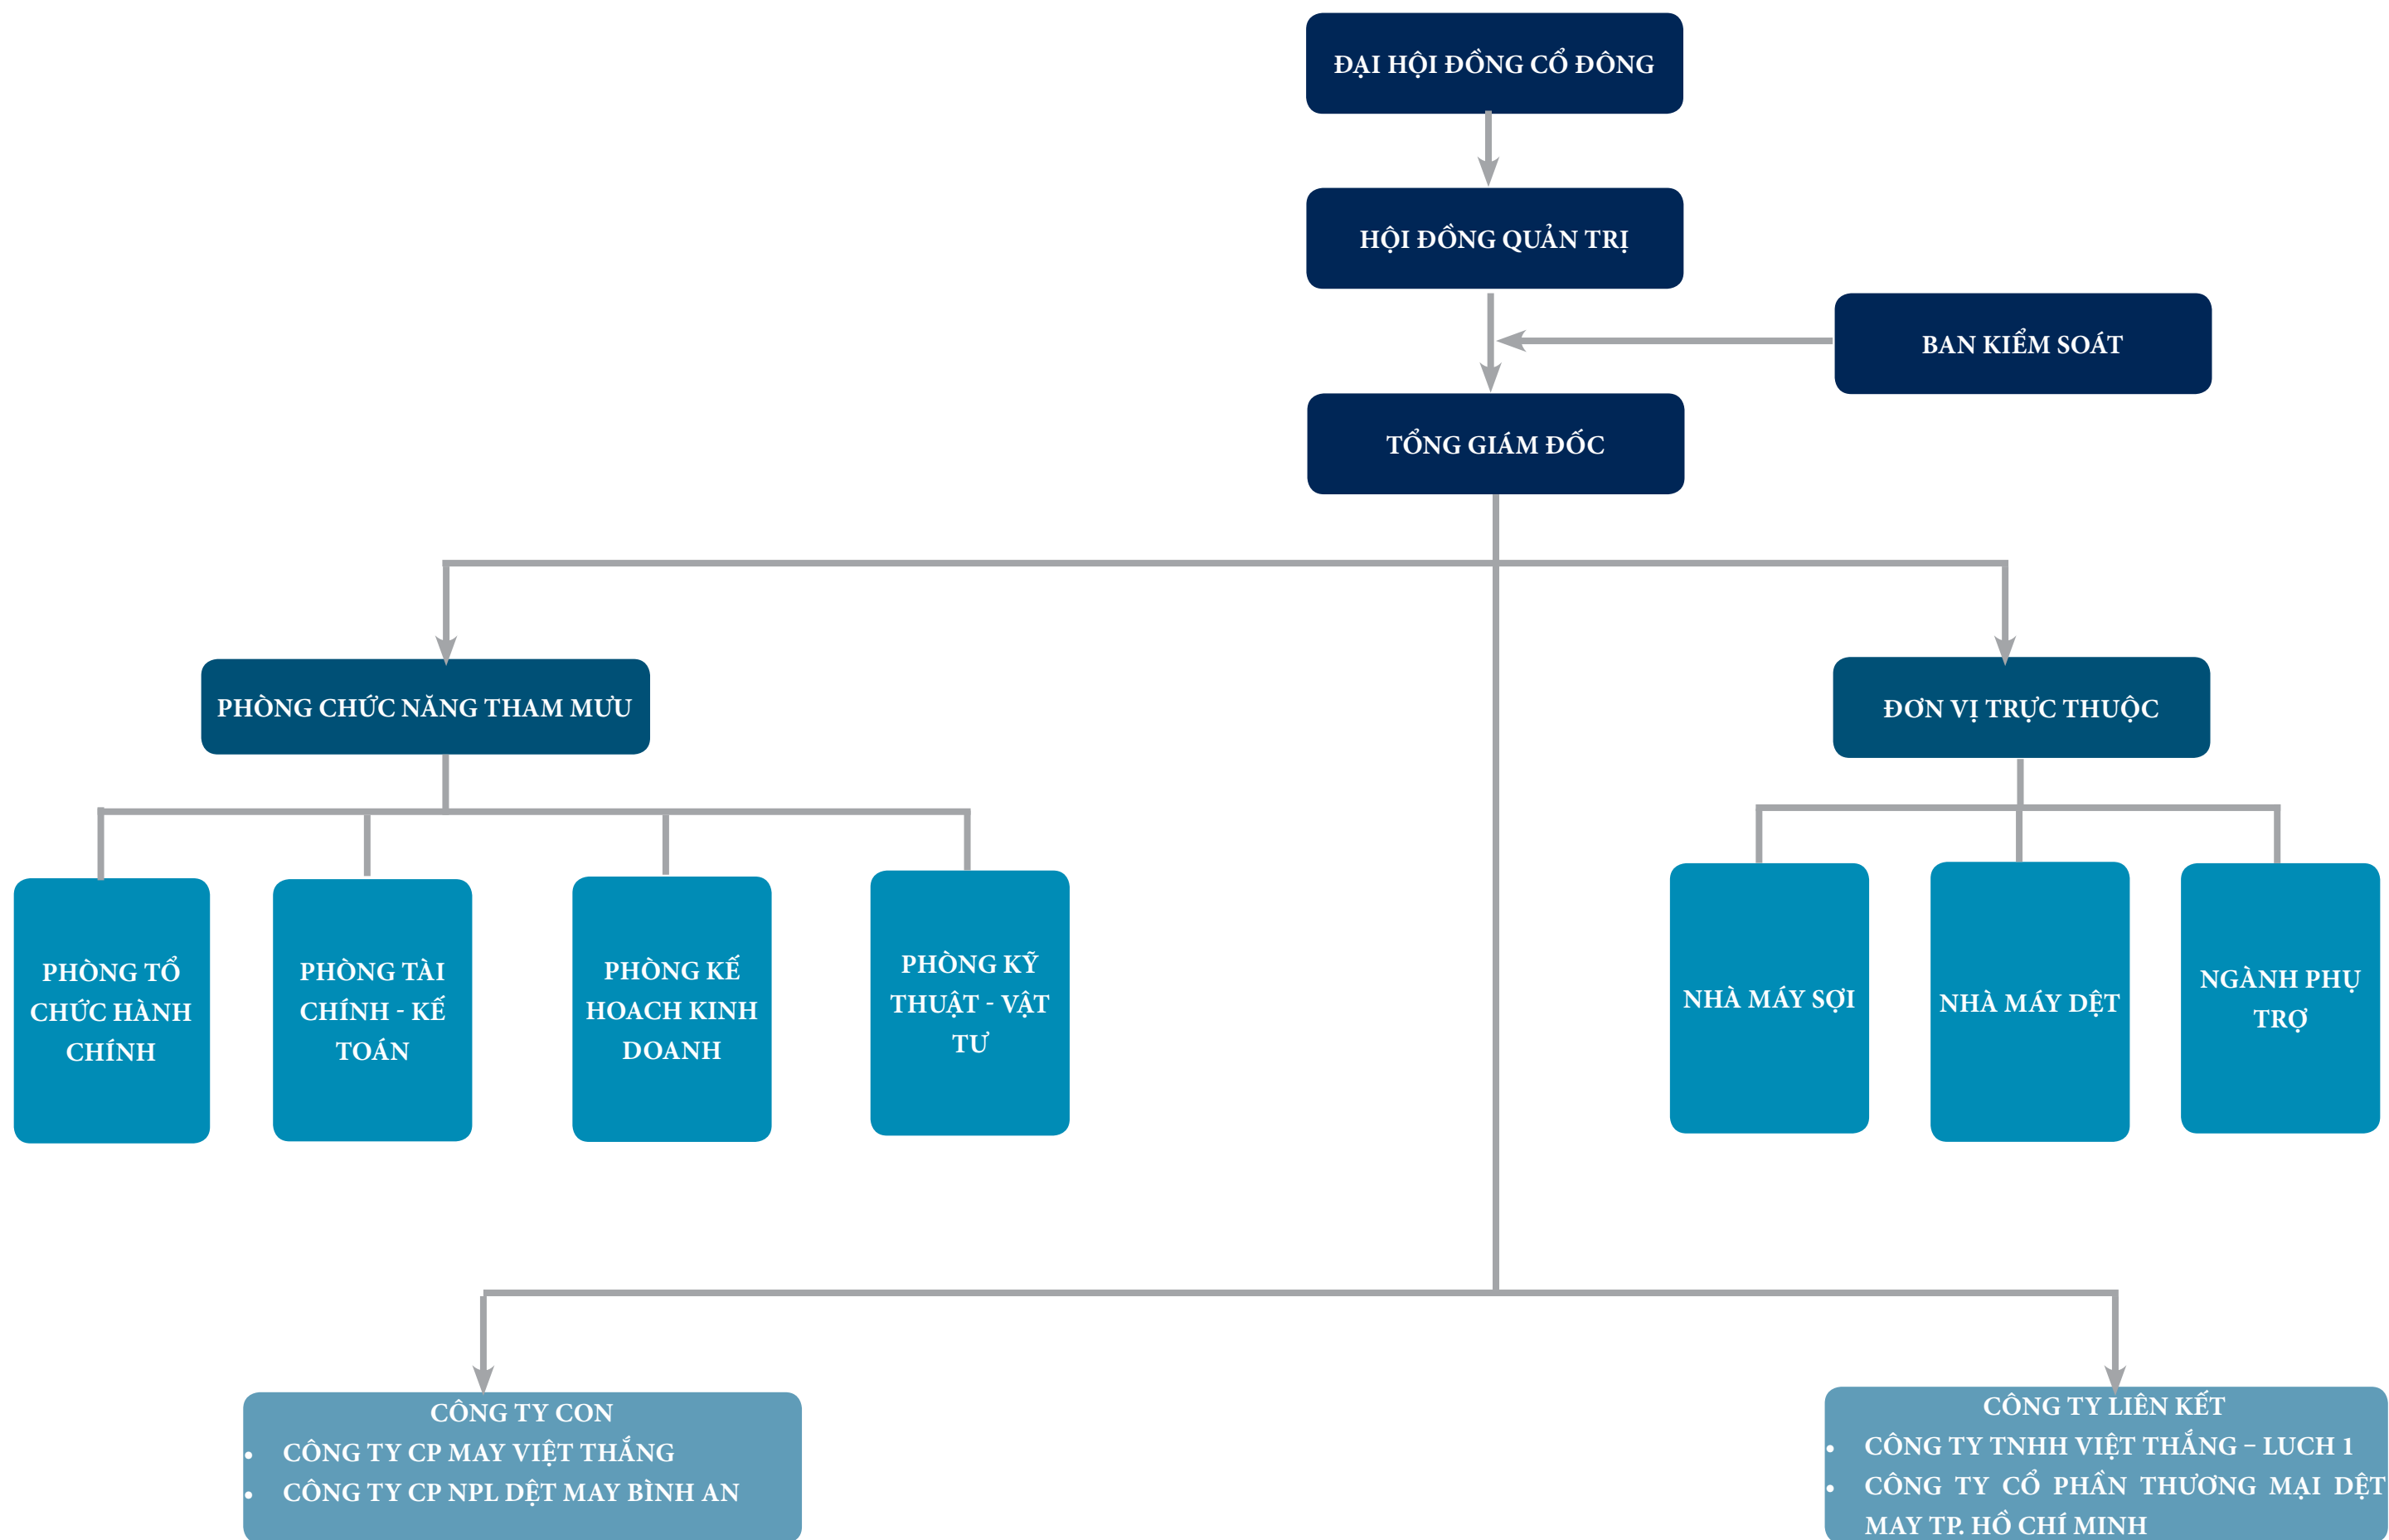 ĐẠI HỘI ĐỒNG CỔ ĐÔNG
HỘI ĐỒNG QUẢN TRỊ
BAN KIỂM SOÁT
TỔNG GIÁM ĐỐC
PHÒNG CHỨC NĂNG THAM MƯU
ĐƠN VỊ TRỰC THUỘC
PHÒNG TỔ
CHỨC HÀNH
CHÍNH
PHÒNG TÀI
CHÍNH - KẾ
TOÁN
PHÒNG KẾ
HOẠCH KINH
DOANH
PHÒNG KỸ
THUẬT - VẬT
TƯ
NHÀ MÁY SỢI
NHÀ MÁY DỆT
NGÀNH PHỤ
TRỢ
CÔNG TY CON
• CÔNG TY CP MAY VIỆT THẮNG
• CÔNG TY CP NPL DỆT MAY BÌNH AN
CÔNG TY LIÊN KẾT
• CÔNG TY TNHH VIỆT THẮNG – LUCH 1
• CÔNG TY CỔ PHẦN THƯƠNG MẠI DỆT
MAY TP. HỒ CHÍ MINH